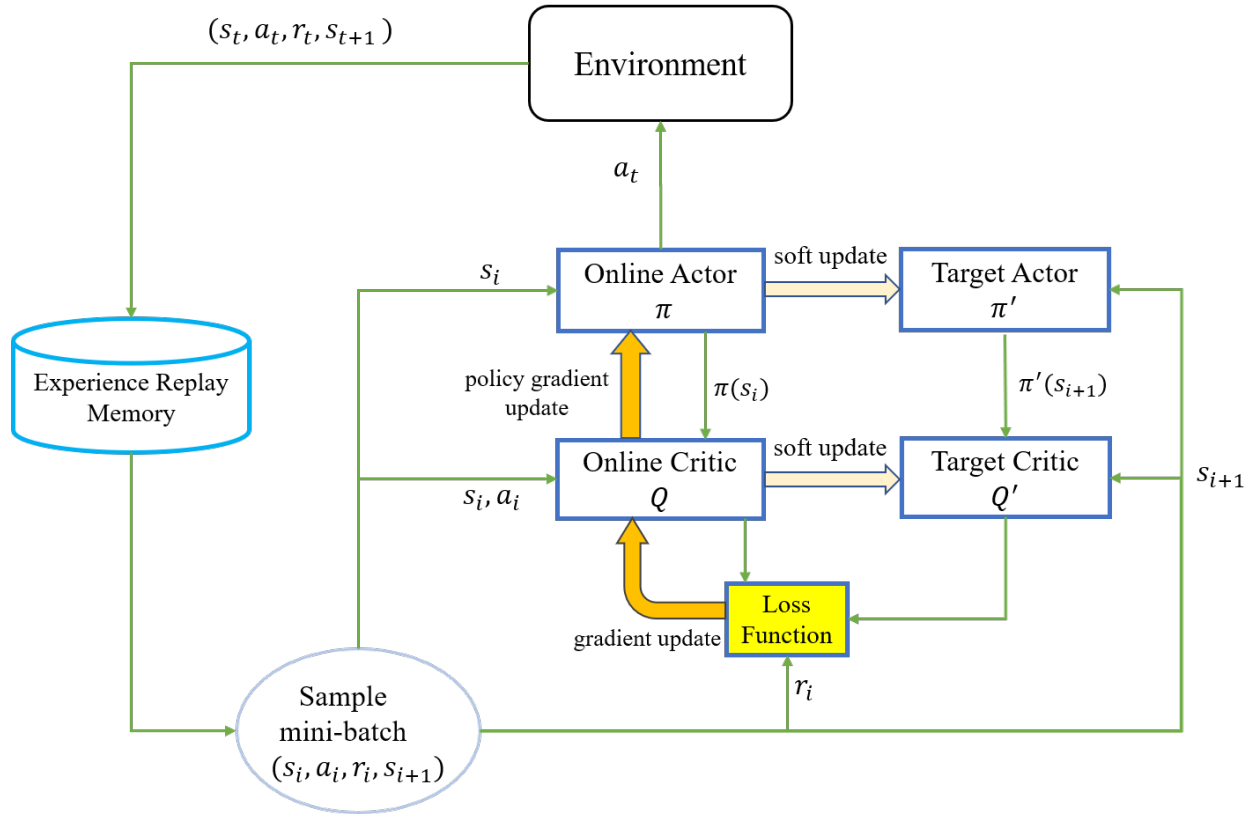 (s_t, a_t, r_t, s_{t+1})
Environment
a_t
Online Actor
π
soft update
Target Actor
π′
s_i
Experience Replay
Memory
policy gradient
update
π(s_i)
π′(s_{i+1})
Online Critic
Q
soft update
Target Critic
Q′
s_i, a_i
s_{i+1}
Loss
Function
gradient update
r_i
Sample
mini-batch
(s_i, a_i, r_i, s_{i+1})